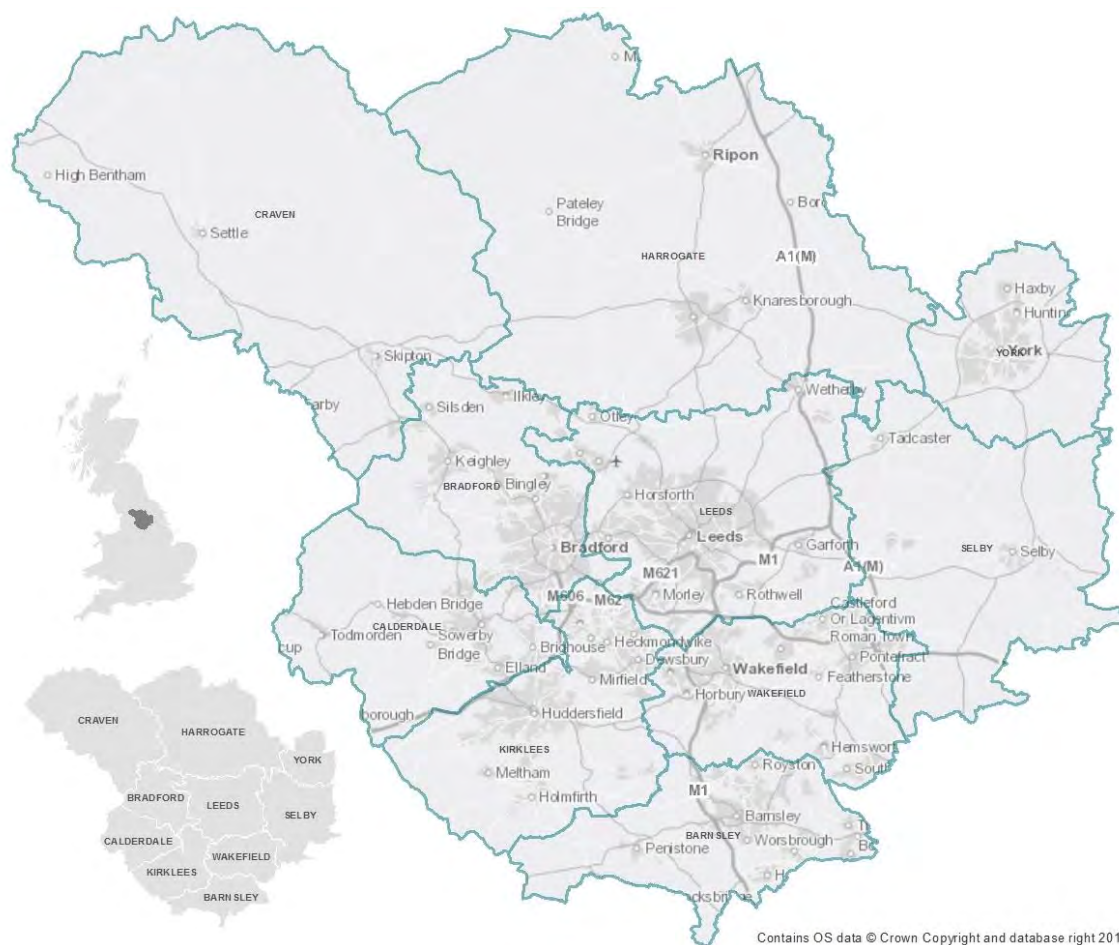 Ripon
High Bentham
Pateley
Bridge
CRAVEN
Settle
HARROGATE
A1(M)
Haxby
Knaresborough
York
YORK
Skipton
Wetherby
Silsden
Ilkley
Otley
Tadcaster
Keighley
BRADFORD
Bingley
Horsforth
LEEDS
Leeds
Bradford
Garforth
SELBY
Selby
M1
A1(M)
M621
M606
M62
Morley
Rothwell
Hebden Bridge
Castleford
Or Lagentivm
Roman Town
CALDERDALE
Todmorden
Sowerby
Bridge
Brighouse
Heckmondwike
Dewsbury
Pontefract
Wakefield
Elland
Mirfield
Featherstone
Horbury
WAKEFIELD
Huddersfield
KIRKLEES
Meltham
Royston
Holmfirth
M1
Barnsley
BARNSLEY
Worsbrough
Penistone
CRAVEN
HARROGATE
YORK
BRADFORD
LEEDS
SELBY
CALDERDALE
WAKEFIELD
KIRKLEES
BARNSLEY
Contains OS data © Crown Copyright and database right